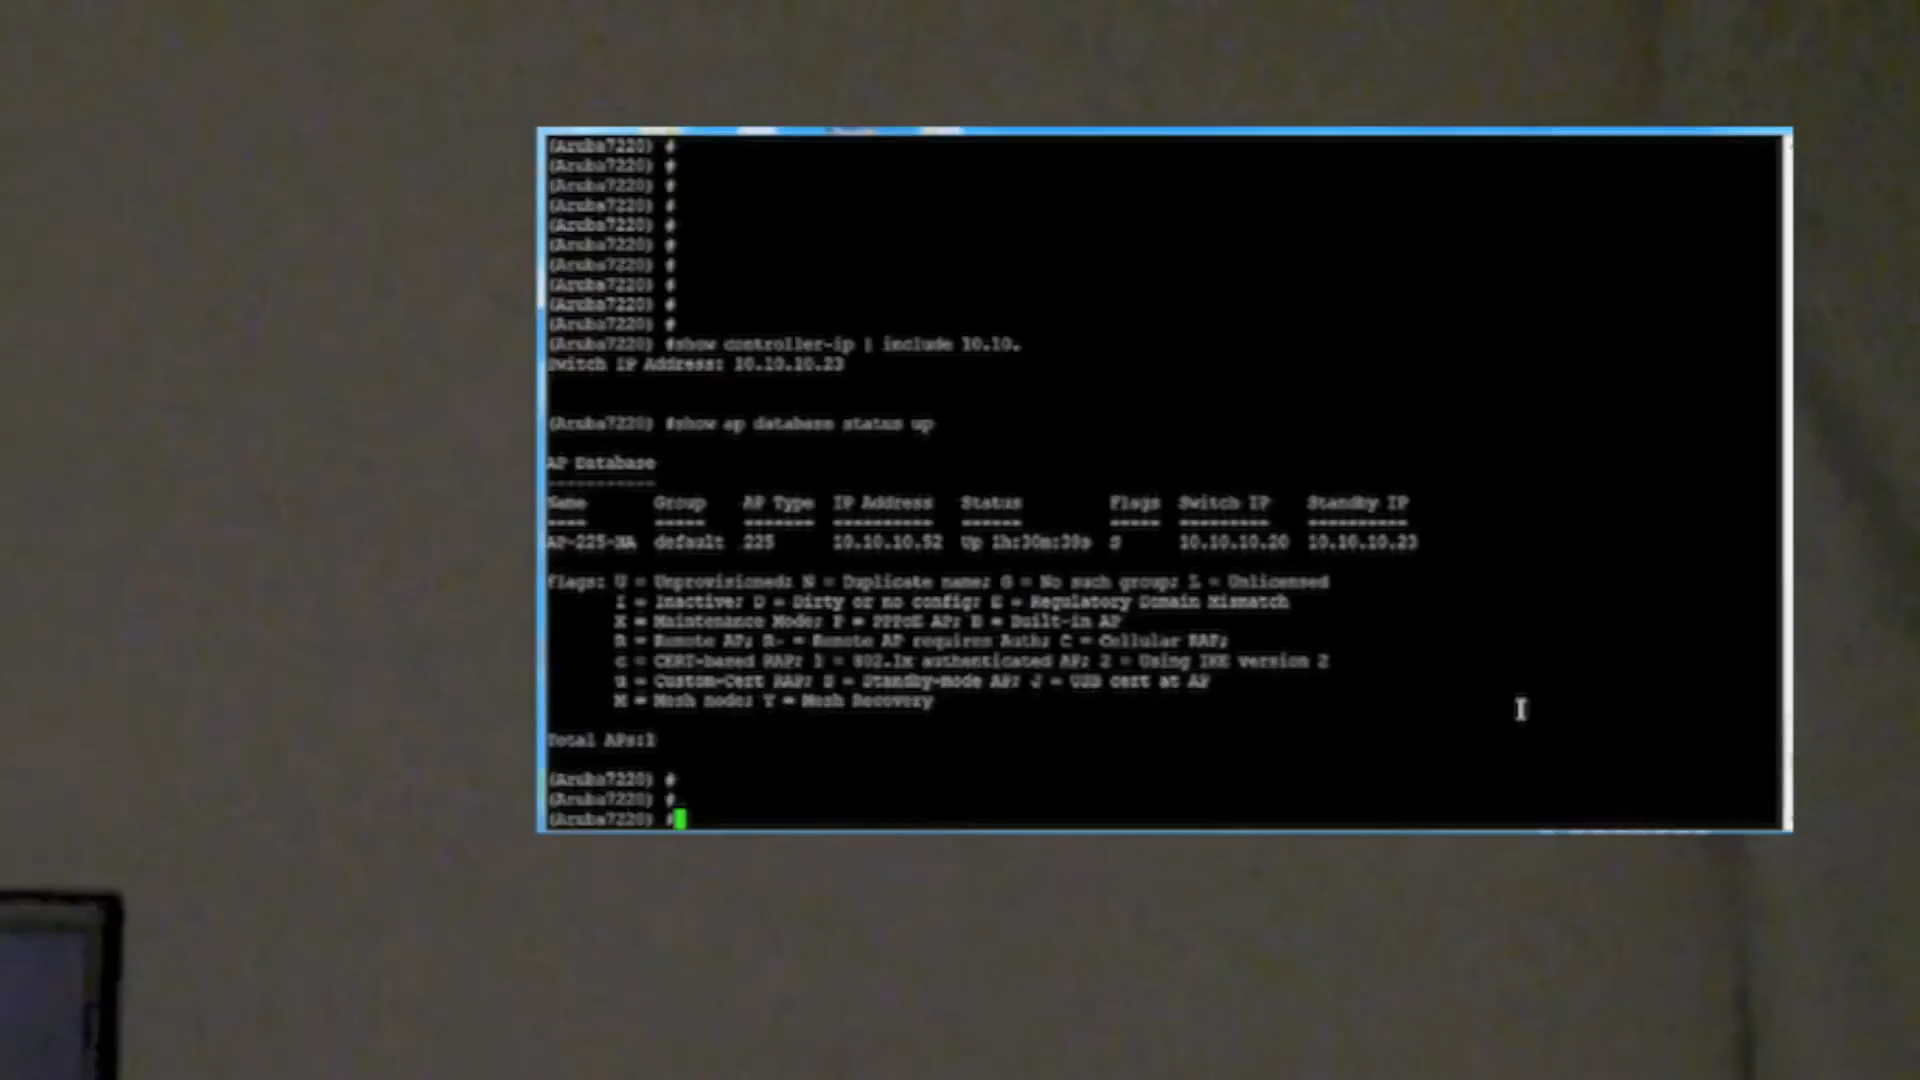 (Aruba7220) #
(Aruba7220) #
(Aruba7220) #
(Aruba7220) #
(Aruba7220) #
(Aruba7220) #
(Aruba7220) #
(Aruba7220) #
(Aruba7220) #
(Aruba7220) #
(Aruba7220) #show controller-ip | include 10.10.
Switch IP Address: 10.10.10.23
(Aruba7220) #show ap database status up
AP Database
-----------
Name Group AP Type IP Address Status Flags Switch IP Standby IP
---- ----- ------- ---------- ------ ----- --------- ----------
AP-225-NA default 225 10.10.10.52 Up 1h:30m:39s S 10.10.10.20 10.10.10.23
Flags: U = Unprovisioned; N = Duplicate name; G = No such group; L = Unlicensed
I = Inactive; D = Dirty or no config; E = Regulatory Domain Mismatch
X = Maintenance Mode; P = PPPoE AP; B = Built-in AP
R = Remote AP; R- = Remote AP requires Auth; C = Cellular RAP;
c = CERT-based RAP; 1 = 802.1x authenticated AP; 2 = Using IKE version 2
u = Custom-Cert RAP; S = Standby-mode AP; J = USB cert at AP
M = Mesh node; Y = Mesh Recovery
Total APs:1
(Aruba7220) #
(Aruba7220) #
(Aruba7220) #